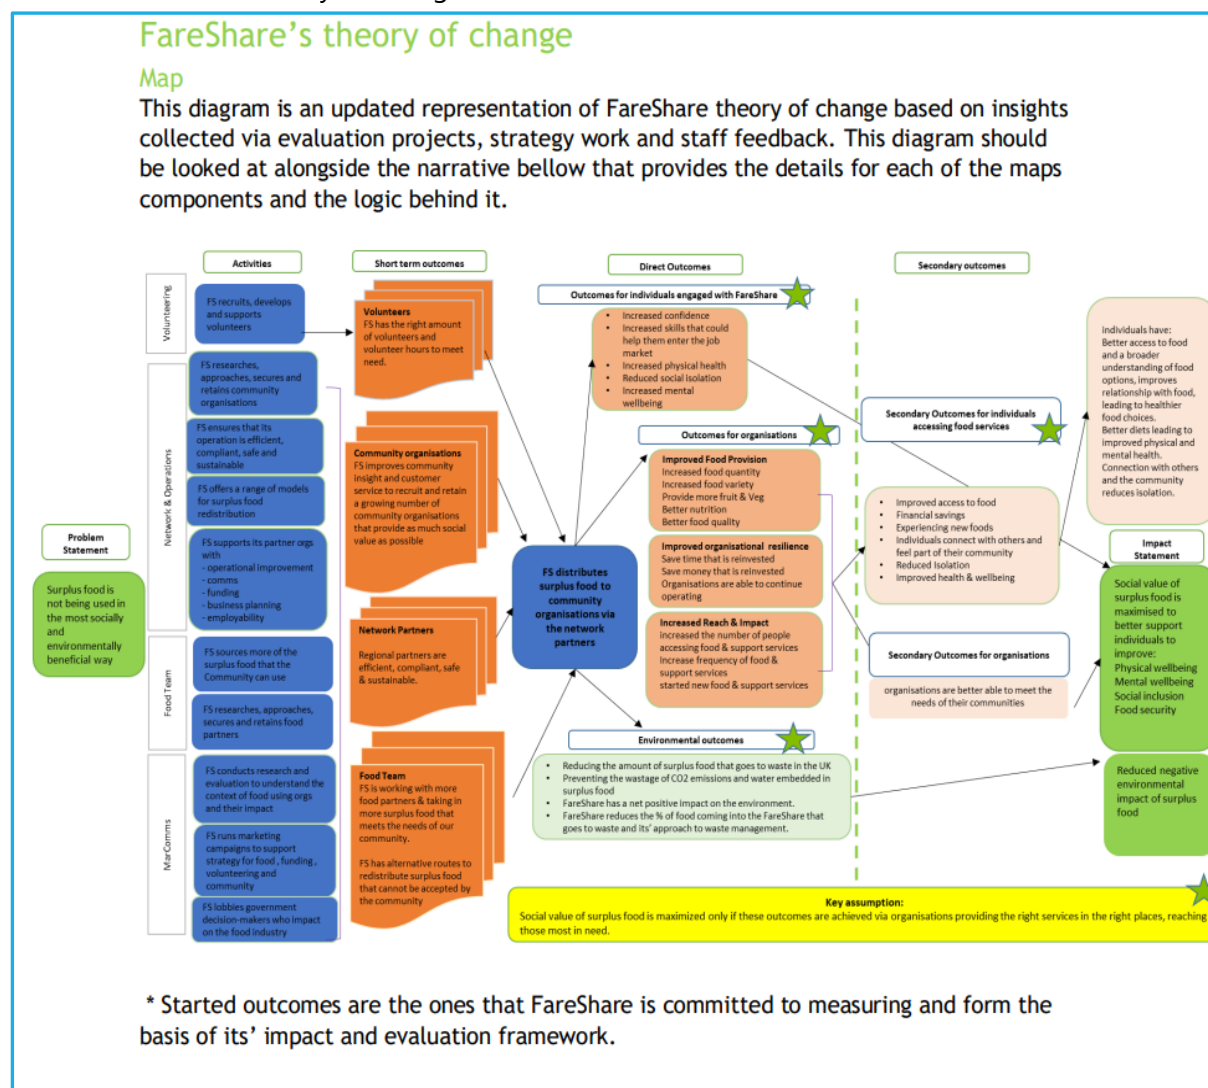 FareShare's theory of change
Map
This diagram is an updated representation of FareShare theory of change based on insights
collected via evaluation projects, strategy work and staff feedback. This diagram should
be looked at alongside the narrative bellow that provides the details for each of the maps
components and the logic behind it.
Problem
Statement
Surplus food is
not being used in
the most socially
and
environmentally
beneficial way
Volunteering
Network & Operations
Food Team
MarComms
Activities
FS recruits, develops
and supports
volunteers
FS researches,
approaches, secures and
retains community
organisations
FS ensures that its
operation is efficient,
compliant, safe and
sustainable
FS offers a range of models
for surplus food
redistribution
FS supports its partner orgs
with
- operational improvement
- comms
- funding
- business planning
- employability
FS sources more of the
surplus food that the
Community can use
FS researches, approaches,
secures and retains food
partners
FS conducts research and
evaluation to understand the
context of food using orgs
and their impact
FS runs marketing
campaigns to support
strategy for food , funding ,
volunteering and
community
FS lobbies government
decision-makers who impact
on the food industry
Short term outcomes
Volunteers
FS has the right amount
of volunteers and
volunteer hours to meet
need.
Community organisations
FS improves community
insight and customer
service to recruit and retain
a growing number of
community organisations
that provide as much social
value as possible
Network Partners
Regional partners are
efficient, compliant, safe
& sustainable.
Food Team
FS is working with more
food partners & taking in
more surplus food that
meets the needs of our
community.
FS has alternative routes to
redistribute surplus food
that cannot be accepted by
the community
FS distributes
surplus food to
community
organisations via
the network
partners
Direct Outcomes
Outcomes for individuals engaged with FareShare
• Increased confidence
• Increased skills that could
help them enter the job
market
• Increased physical health
• Reduced social isolation
• Increased mental
wellbeing
Outcomes for organisations
Improved Food Provision
Increased food quantity
Increased food variety
Provide more fruit & Veg
Better nutrition
Better food quality
Improved organisational resilience
Save time that is reinvested
Save money that is reinvested
Organisations are able to continue
operating
Increased Reach & Impact
Increased the number of people
accessing food & support services
Increase frequency of food &
support services
started new food & support services
Environmental outcomes
• Reducing the amount of surplus food that goes to waste in the UK
• Preventing the wastage of CO2 emissions and water embedded in
surplus food
• FareShare has a net positive impact on the environment.
• FareShare reduces the % of food coming into the FareShare that
goes to waste and its' approach to waste management.
Secondary outcomes
Secondary Outcomes for individuals
accessing food services
• Improved access to food
• Financial savings
• Experiencing new foods
• Individuals connect with others and
feel part of their community
• Reduced Isolation
• Improved health & wellbeing
Secondary Outcomes for organisations
organisations are better able to meet the
needs of their communities
individuals have:
Better access to food
and a broader
understanding of food
options, improves
relationship with food,
leading to healthier
food choices.
Better diets leading to
improved physical and
mental health.
Connection with others
and the community
reduces isolation.
Impact
Statement
Social value of
surplus food is
maximised to
better support
individuals to
improve:
Physical wellbeing
Mental wellbeing
Social inclusion
Food security
Reduced negative
environmental
impact of surplus
food
Key assumption:
Social value of surplus food is maximized only if these outcomes are achieved via organisations providing the right services in the right places, reaching
those most in need.
* Started outcomes are the ones that FareShare is committed to measuring and form the
basis of its' impact and evaluation framework.